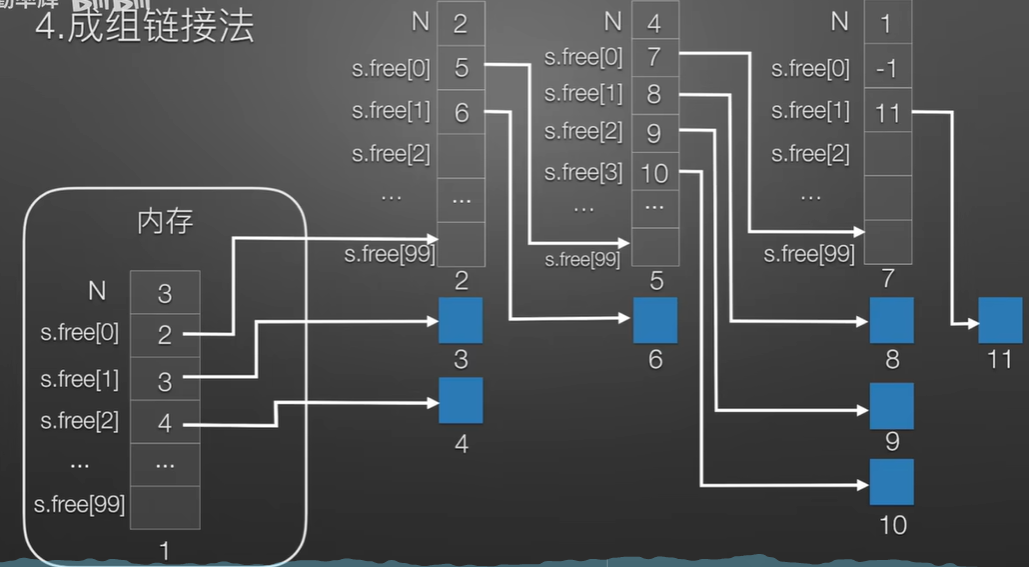 4.成组链接法
N 2
s.free[0] 5
s.free[1] 6
s.free[2]
... ...
s.free[99]
2
3
4
N 4
s.free[0] 7
s.free[1] 8
s.free[2] 9
s.free[3] 10
... ...
s.free[99]
5
6
N 1
s.free[0] -1
s.free[1] 11
s.free[2]
...
s.free[99]
7
8
9
10
11
内存
N 3
s.free[0] 2
s.free[1] 3
s.free[2] 4
... ...
s.free[99]
1